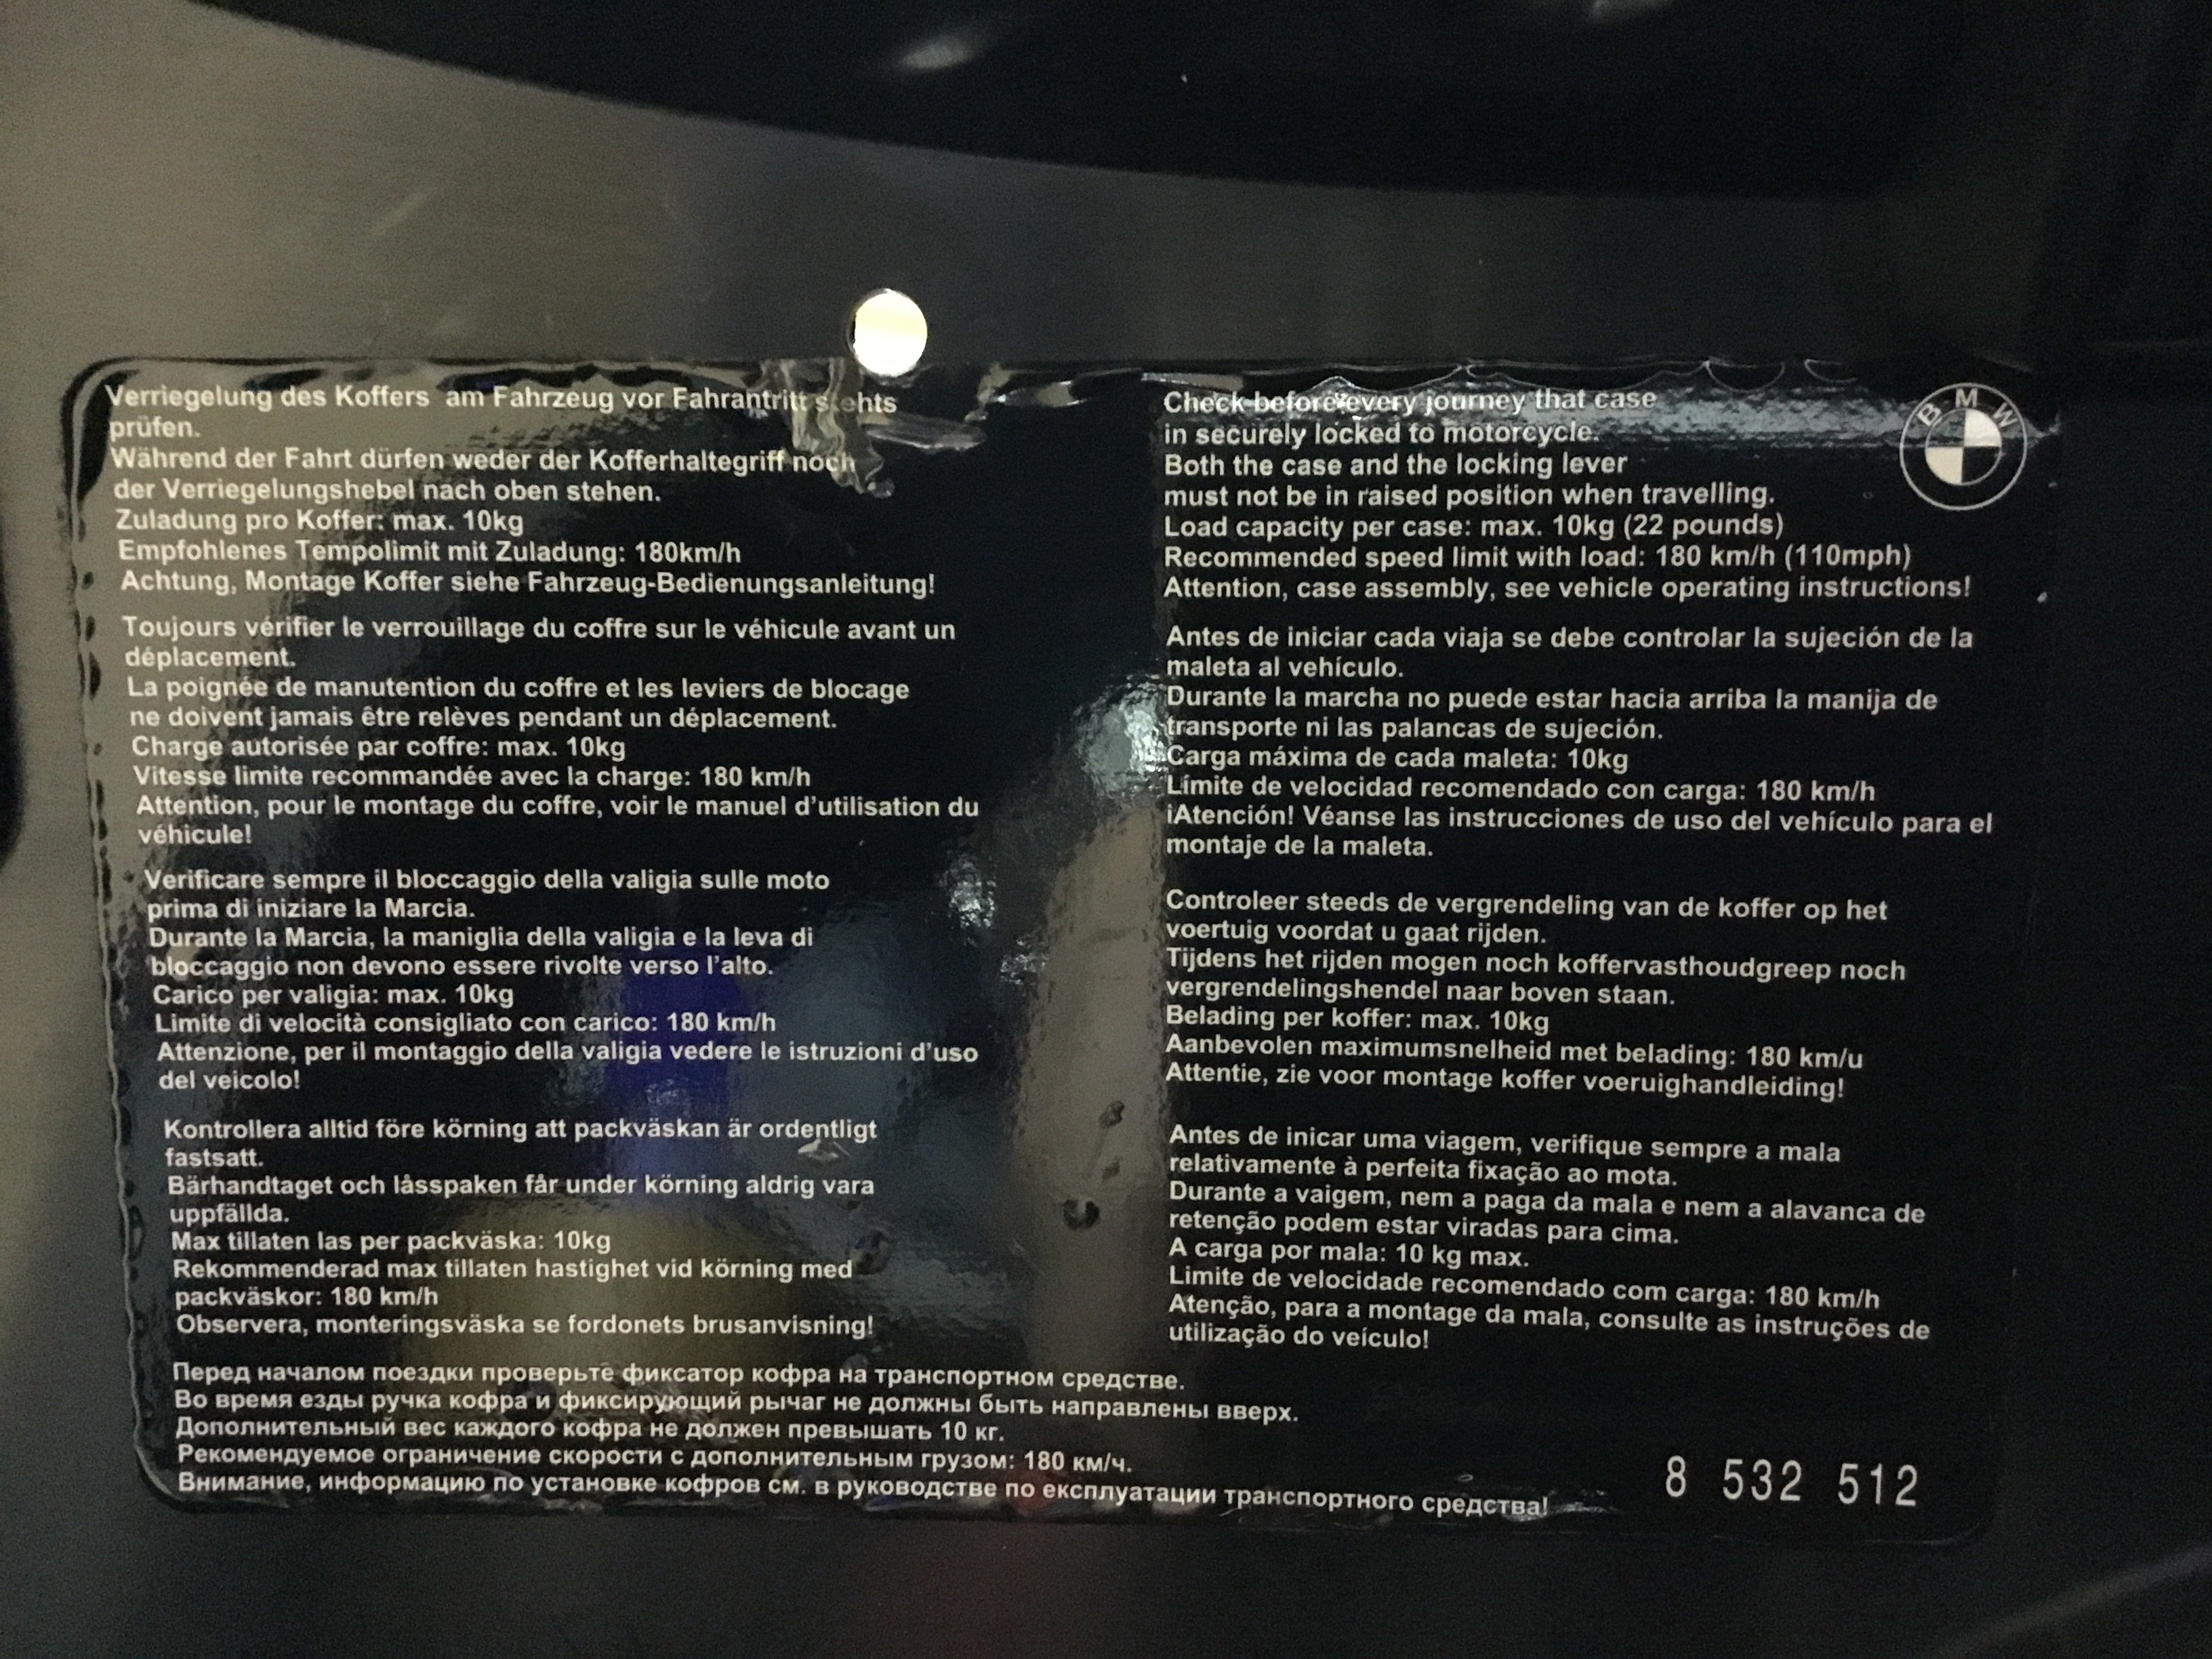 Verriegelung des Koffers am Fahrzeug vor Fahrantritt stehts
prüfen.
Während der Fahrt dürfen weder der Kofferhaltegriff noch
der Verriegelungshebel nach oben stehen.
Zuladung pro Koffer: max. 10kg
Empfohlenes Tempolimit mit Zuladung: 180km/h
Achtung, Montage Koffer siehe Fahrzeug-Bedienungsanleitung!
Toujours vérifier le verrouillage du coffre sur le véhicule avant un
déplacement.
La poignée de manutention du coffre et les leviers de blocage
ne doivent jamais être relèves pendant un déplacement.
Charge autorisée par coffre: max. 10kg
Vitesse limite recommandée avec la charge: 180 km/h
Attention, pour le montage du coffre, voir le manuel d'utilisation du
véhicule!
Verificare sempre il bloccaggio della valigia sulle moto
prima di iniziare la Marcia.
Durante la Marcia, la maniglia della valigia e la leva di
bloccaggio non devono essere rivolte verso l'alto.
Carico per valigia: max. 10kg
Limite di velocità consigliato con carico: 180 km/h
Attenzione, per il montaggio della valigia vedere le istruzioni d'uso
del veicolo!
Kontrollera alltid före körning att packväskan är ordentligt
fastsatt.
Bärhandtaget och låsspaken får under körning aldrig vara
uppfällda.
Max tillaten las per packväska: 10kg
Rekommenderad max tillaten hastighet vid körning med
packväskor: 180 km/h
Observera, monteringsväska se fordonets brusanvisning!
Check before every journey that case
in securely locked to motorcycle.
Both the case and the locking lever
must not be in raised position when travelling.
Load capacity per case: max. 10kg (22 pounds)
Recommended speed limit with load: 180 km/h (110mph)
Attention, case assembly, see vehicle operating instructions!
BMW
Antes de iniciar cada viaja se debe controlar la sujeción de la
maleta al vehículo.
Durante la marcha no puede estar hacia arriba la manija de
transporte ni las palancas de sujeción.
Carga máxima de cada maleta: 10kg
Límite de velocidad recomendado con carga: 180 km/h
¡Atención! Véanse las instrucciones de uso del vehículo para el
montaje de la maleta.
Controleer steeds de vergrendeling van de koffer op het
voertuig voordat u gaat rijden.
Tijdens het rijden mogen noch koffervasthoudgreep noch
vergrendelingshendel naar boven staan.
Belading per koffer: max. 10kg
Aanbevolen maximumsnelheid met belading: 180 km/u
Attentie, zie voor montage koffer voeruighandleiding!
Antes de inicar uma viagem, verifique sempre a mala
relativamente à perfeita fixação ao mota.
Durante a vaigem, nem a paga da mala e nem a alavanca de
retenção podem estar viradas para cima.
A carga por mala: 10 kg max.
Limite de velocidade recomendado com carga: 180 km/h
Atenção, para a montage da mala, consulte as instruções de
utilização do veículo!
Перед началом поездки проверьте фиксатор кофра на транспортном средстве.
Во время езды ручка кофра и фиксирующий рычаг не должны быть направлены вверх.
Дополнительный вес каждого кофра не должен превышать 10 кг.
Рекомендуемое ограничение скорости с дополнительным грузом: 180 км/ч.
Внимание, информацию по установке кофров см. в руководстве по експлуатации транспортного средства!
8 532 512